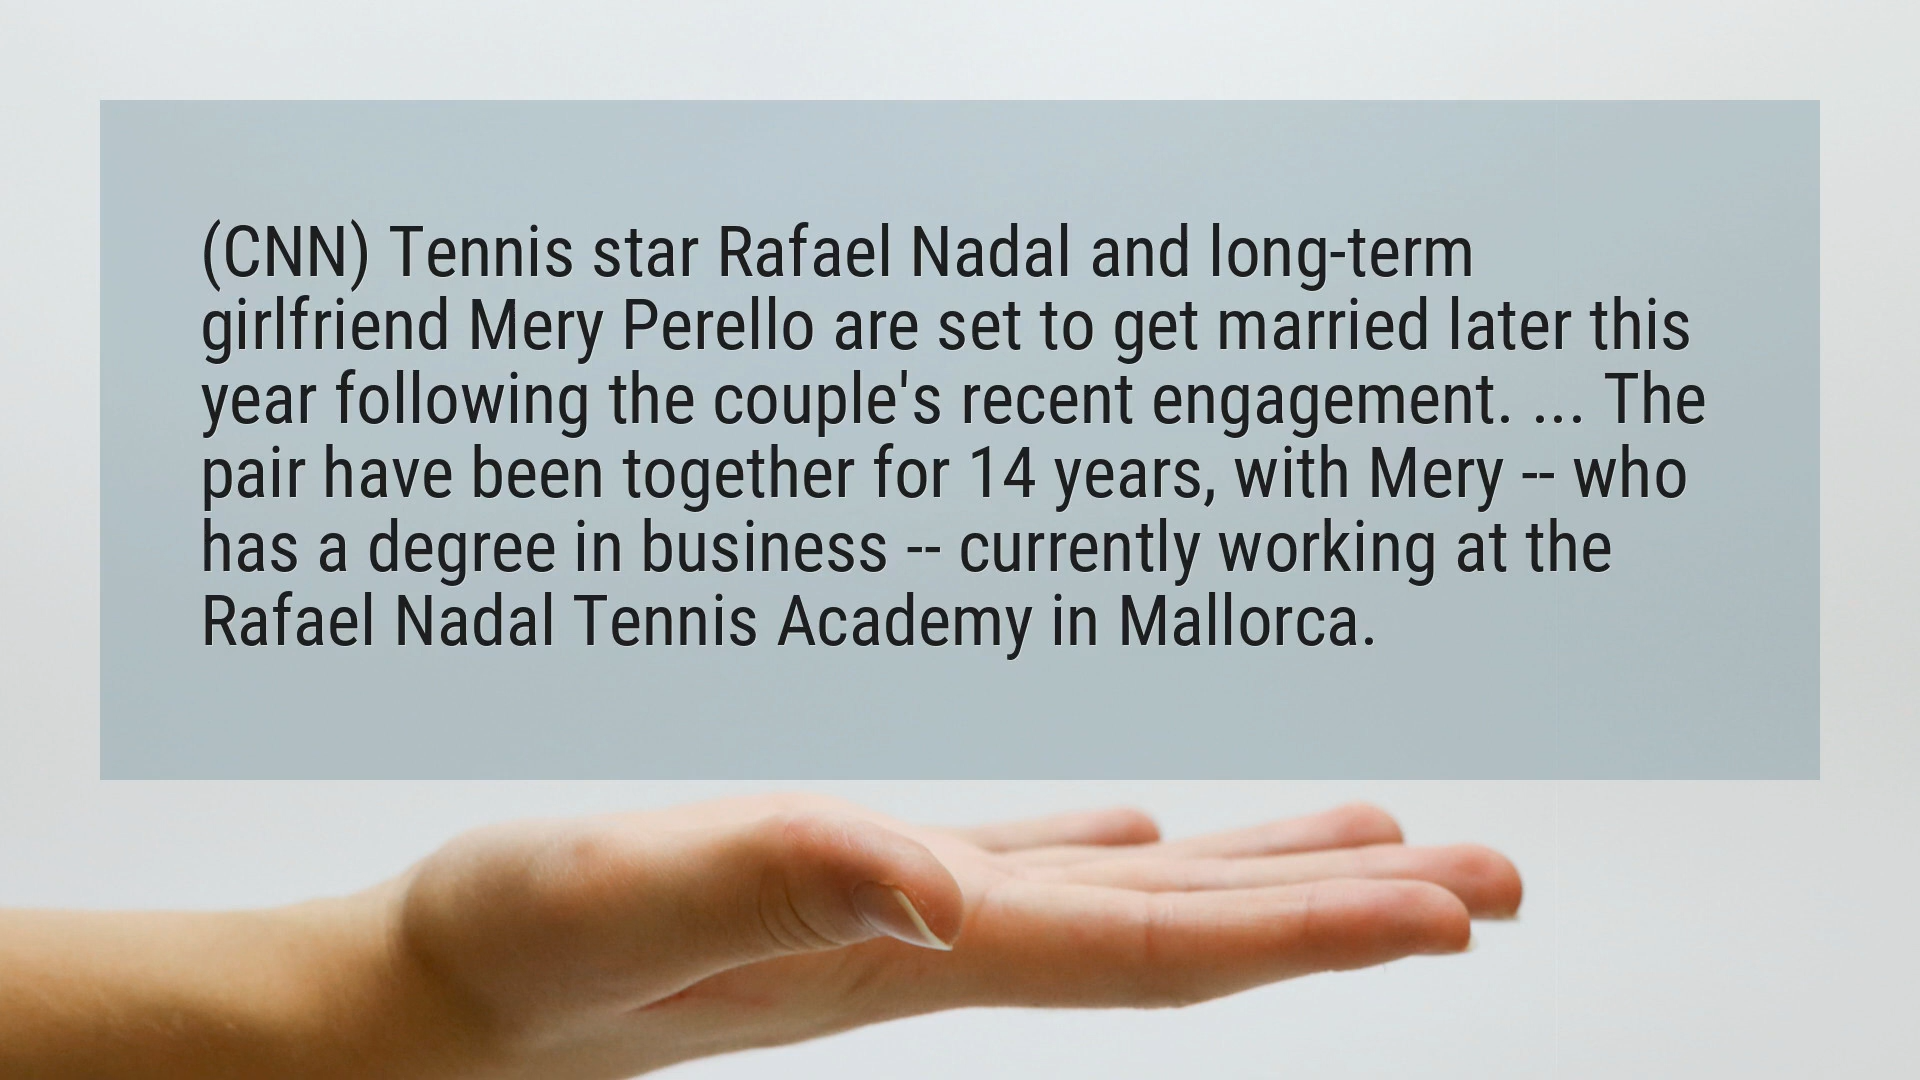 (CNN) Tennis star Rafael Nadal and long-term
girlfriend Mery Perello are set to get married later this
year following the couple's recent engagement. ... The
pair have been together for 14 years, with Mery -- who
has a degree in business -- currently working at the
Rafael Nadal Tennis Academy in Mallorca.